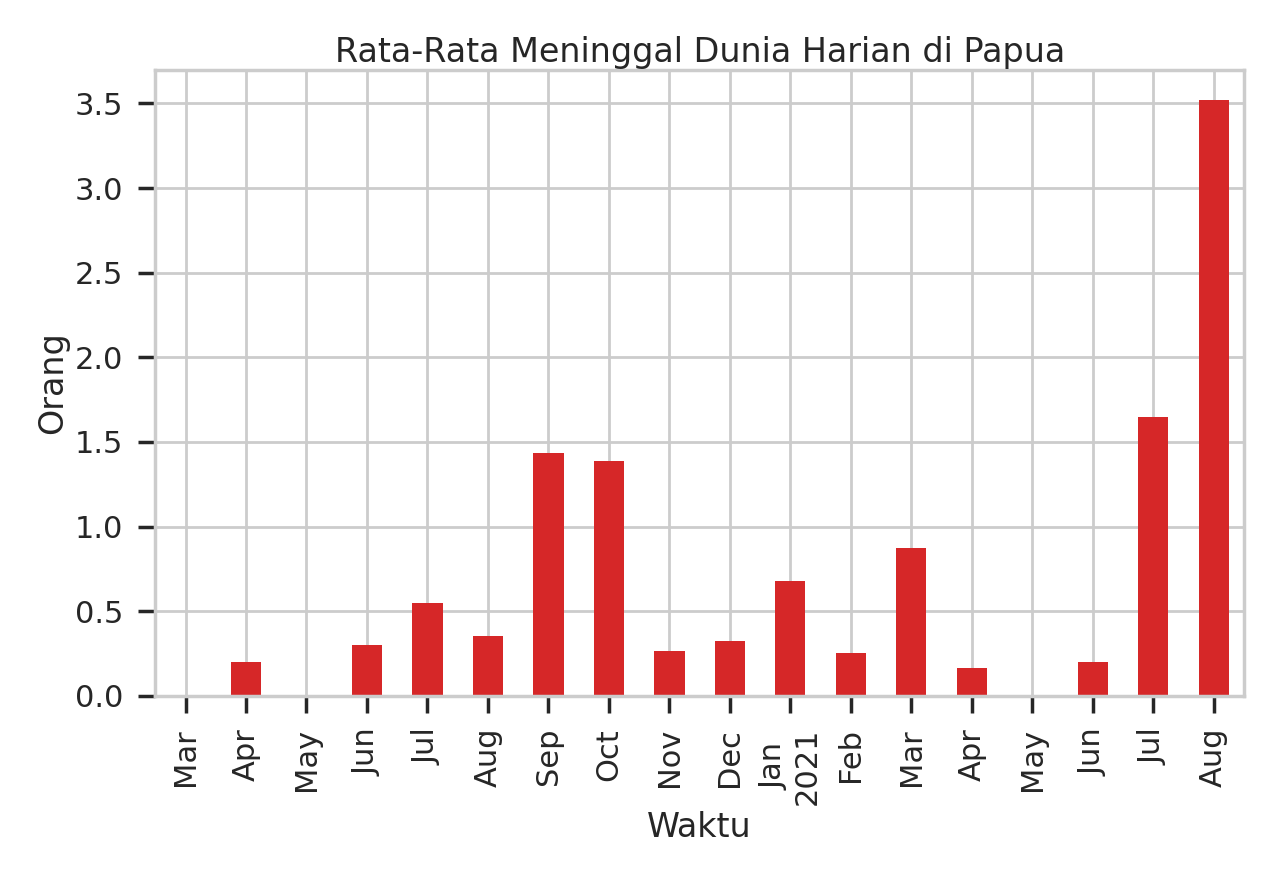 Rata-Rata Meninggal Dunia Harian di Papua
3.5
3.0
2.5
2.0
1.5
1.0
0.5
0.0
Orang
Mar
Apr
May
Jun
Jul
Aug
Sep
Oct
Nov
Dec
Jan
2021
Feb
Mar
Apr
May
Jun
Jul
Aug
Waktu